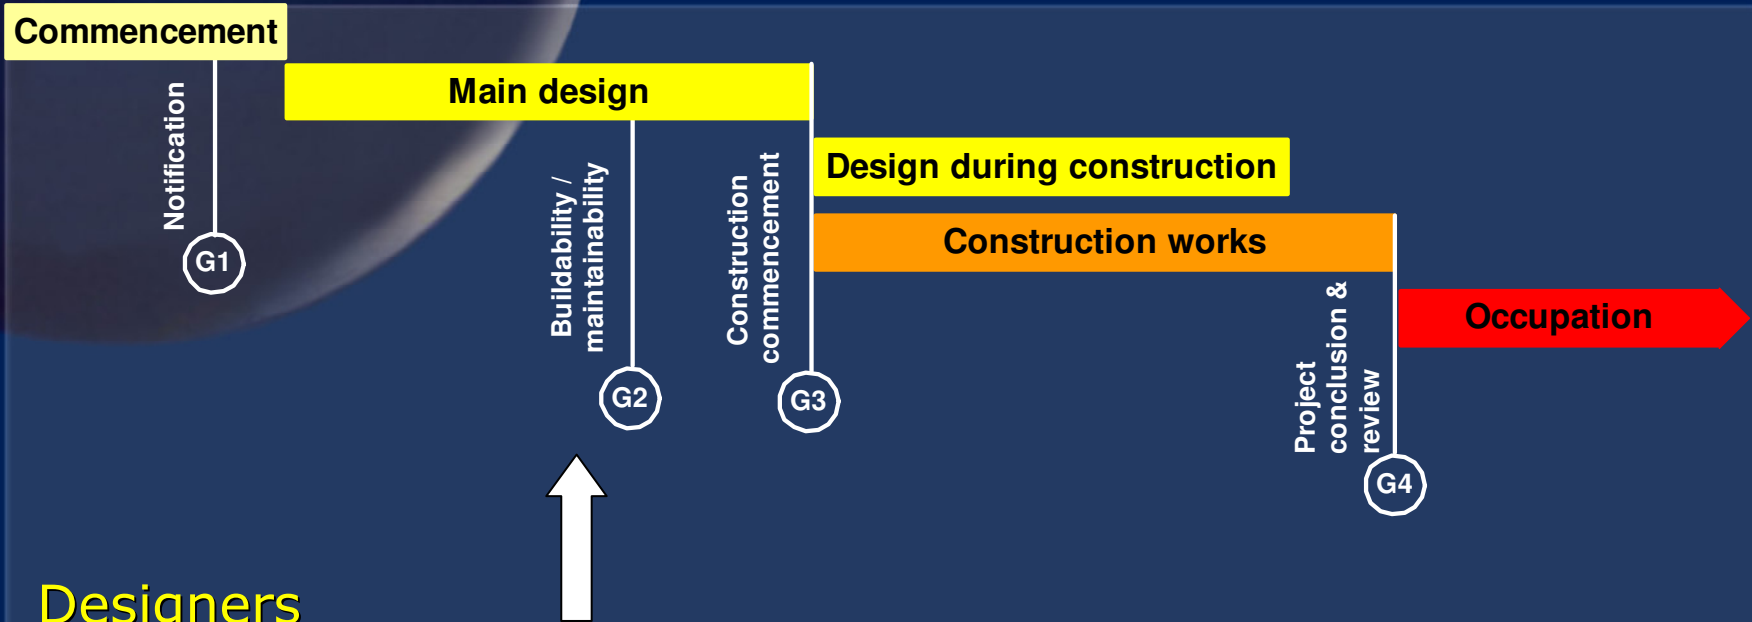 Commencement
Main design
Notification
Design during construction
Buildability /
maintainability
Construction
commencement
Construction works
G1
Occupation
Project
conclusion &
review
G2
G3
G4
Designers